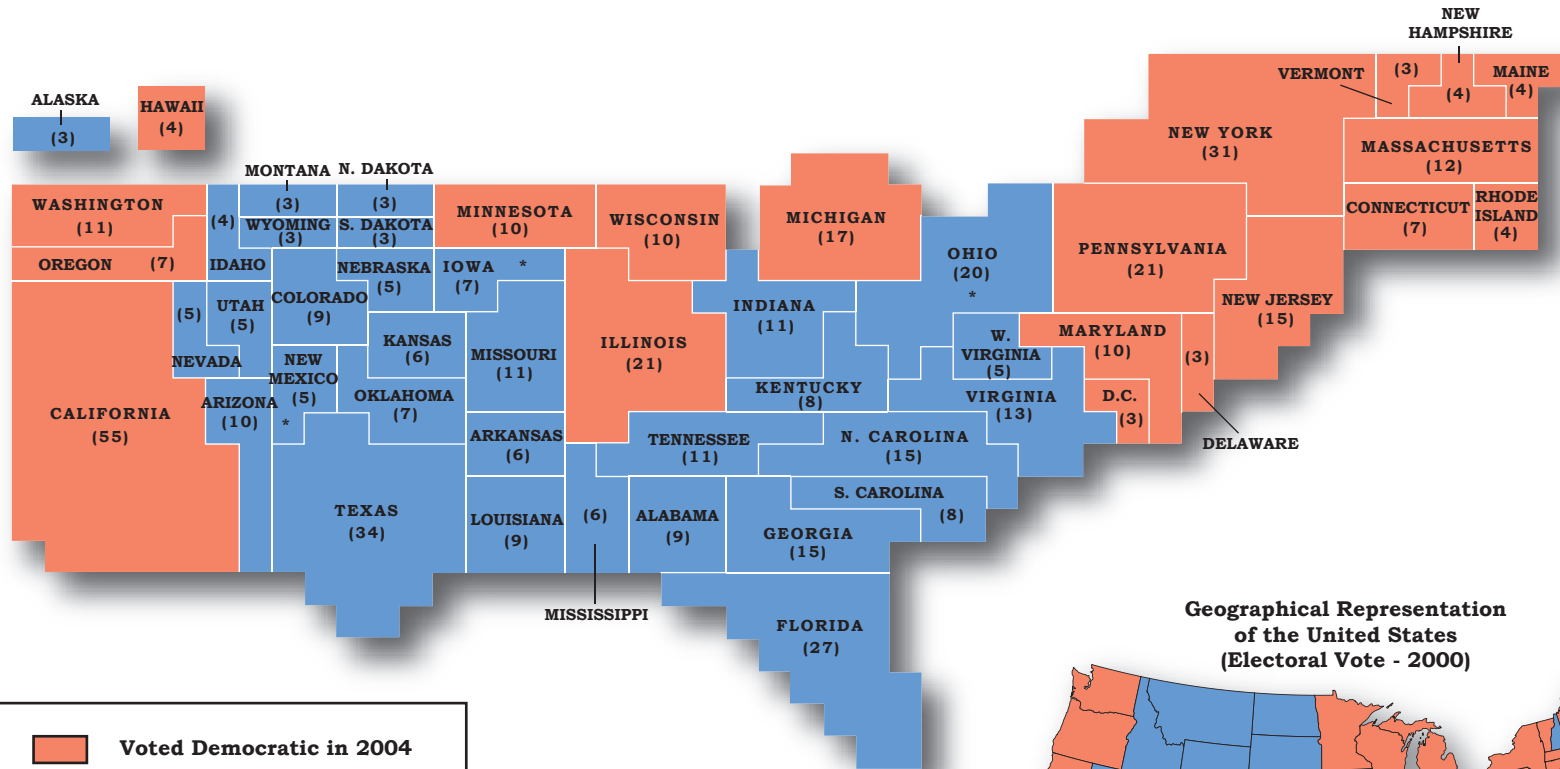 NEW
HAMPSHIRE
VERMONT
(3)
(4)
MAINE
(4)
ALASKA
(3)
HAWAII
(4)
NEW YORK
(31)
MASSACHUSETTS
(12)
MONTANA
(3)
N. DAKOTA
(3)
WASHINGTON
(11)
(4)
IDAHO
WYOMING
(3)
S. DAKOTA
(3)
MINNESOTA
(10)
WISCONSIN
(10)
MICHIGAN
(17)
CONNECTICUT
(7)
RHODE
ISLAND
(4)
OREGON (7)
NEBRASKA
(5)
IOWA *
(7)
OHIO
(20)
*
PENNSYLVANIA
(21)
COLORADO
(9)
UTAH
(5)
(5)
NEVADA
INDIANA
(11)
NEW JERSEY
(15)
KANSAS
(6)
MISSOURI
(11)
ILLINOIS
(21)
W.
VIRGINIA
(5)
MARYLAND
(10)
(3)
DELAWARE
NEW
MEXICO
(5)
*
OKLAHOMA
(7)
KENTUCKY
(8)
VIRGINIA
(13)
D.C.
(3)
CALIFORNIA
(55)
ARIZONA
(10)
ARKANSAS
(6)
TENNESSEE
(11)
N. CAROLINA
(15)
S. CAROLINA
(8)
TEXAS
(34)
LOUISIANA
(9)
(6)
MISSISSIPPI
ALABAMA
(9)
GEORGIA
(15)
FLORIDA
(27)
Geographical Representation
of the United States
(Electoral Vote - 2000)
Voted Democratic in 2004